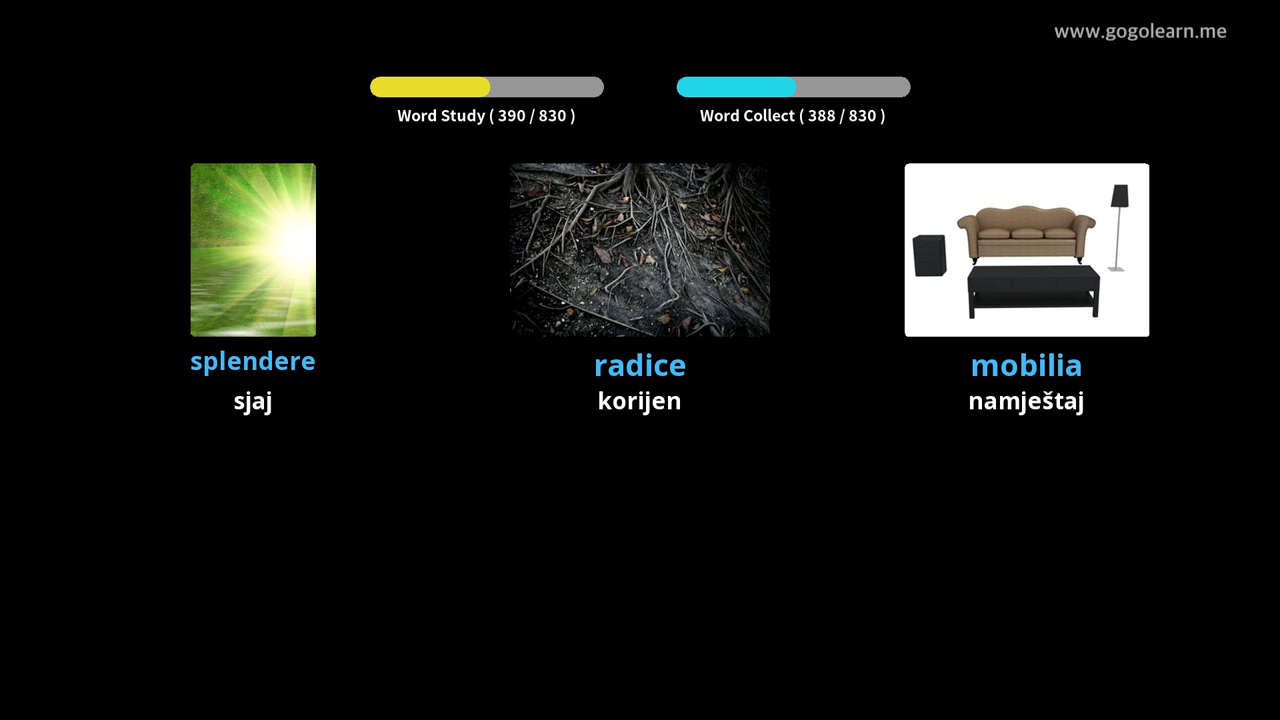 www.gogolearn.me
Word Study ( 390 / 830 )
Word Collect ( 388 / 830 )
splendere
sjaj
radice
korijen
mobilia
namještaj